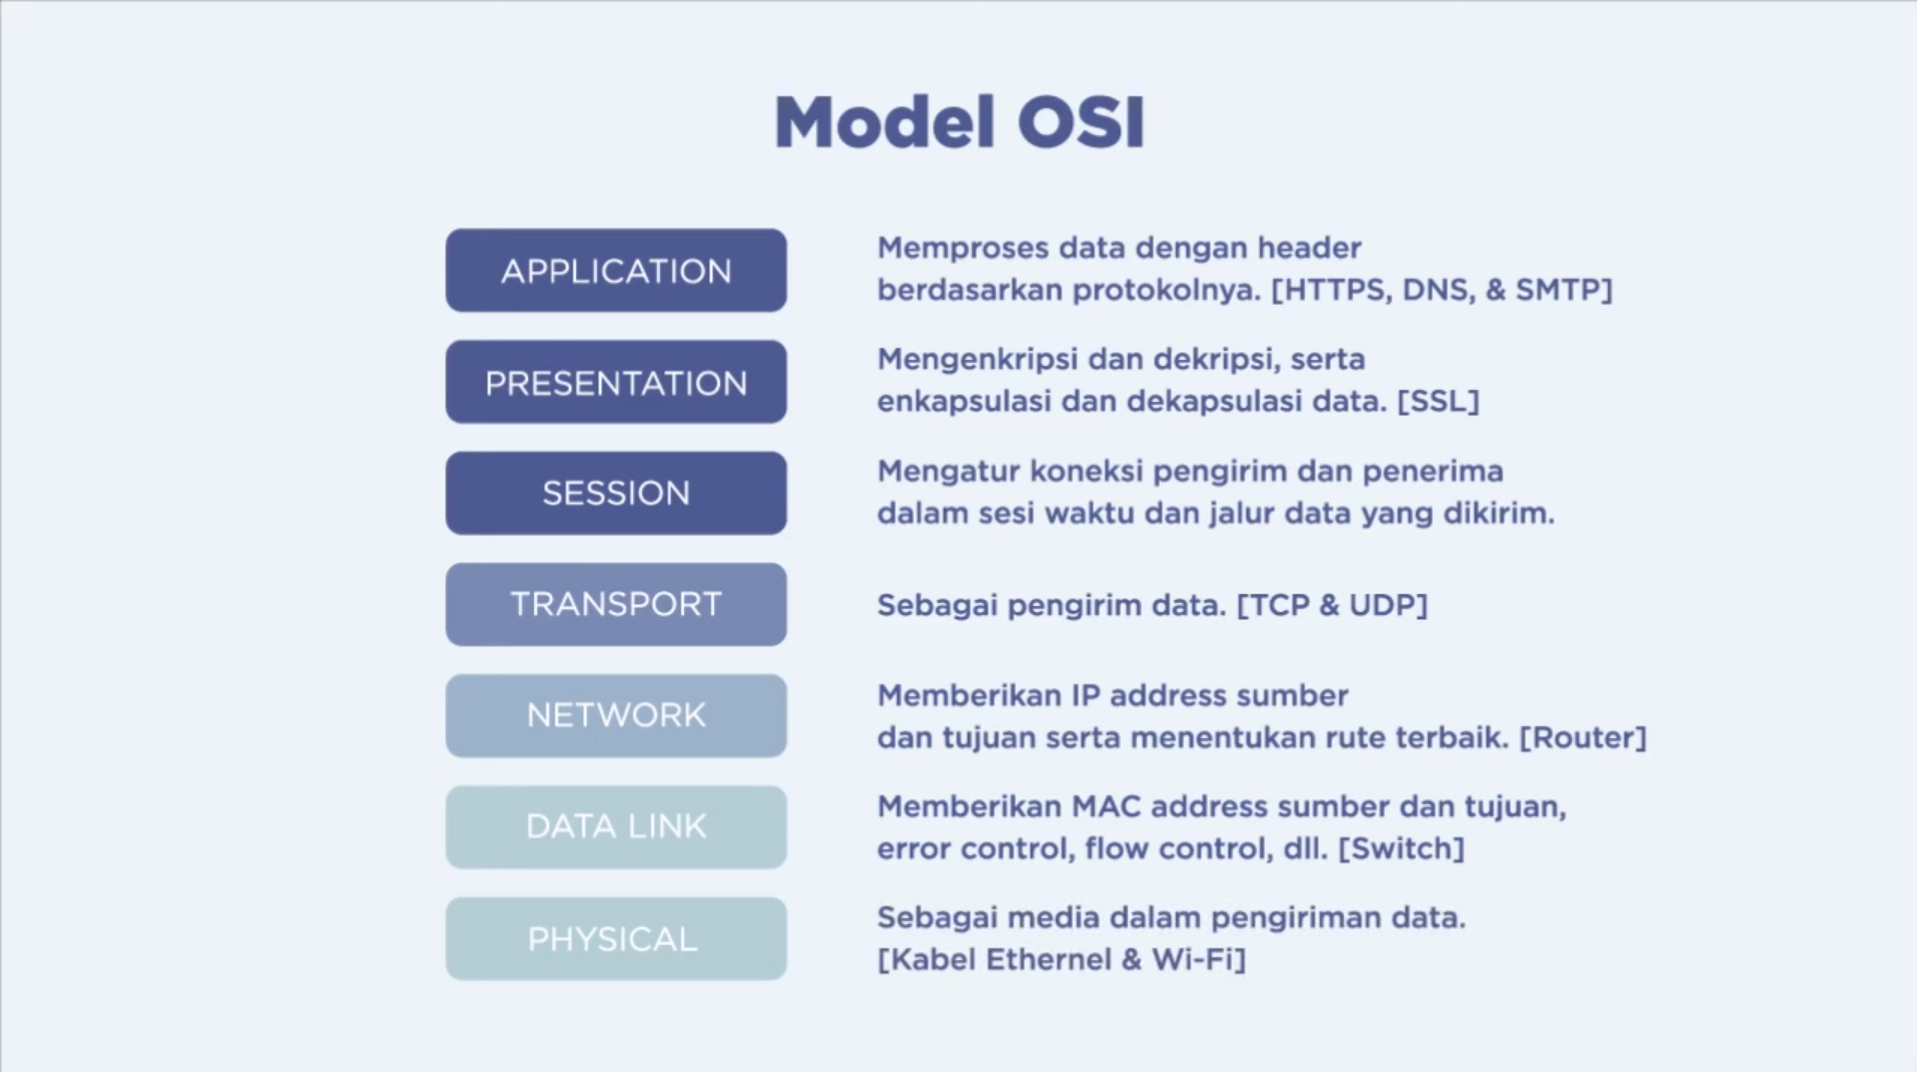 Model OSI
APPLICATION
Memproses data dengan header
berdasarkan protokolnya. [HTTPS, DNS, & SMTP]
PRESENTATION
Mengenkripsi dan dekripsi, serta
enkapsulasi dan dekapsulasi data. [SSL]
SESSION
Mengatur koneksi pengirim dan penerima
dalam sesi waktu dan jalur data yang dikirim.
TRANSPORT
Sebagai pengirim data. [TCP & UDP]
NETWORK
Memberikan IP address sumber
dan tujuan serta menentukan rute terbaik. [Router]
DATA LINK
Memberikan MAC address sumber dan tujuan,
error control, flow control, dll. [Switch]
PHYSICAL
Sebagai media dalam pengiriman data.
[Kabel Ethernel & Wi-Fi]